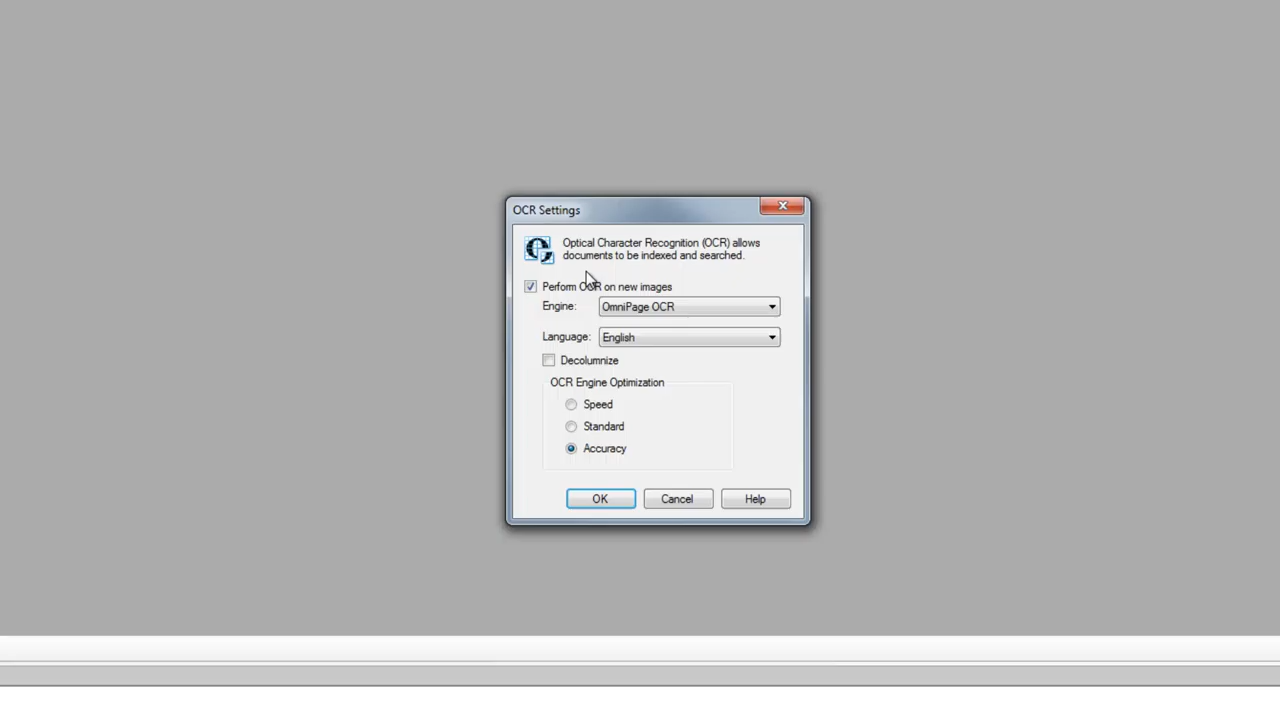 OCR Settings
Optical Character Recognition (OCR) allows
documents to be indexed and searched.
Perform OCR on new images
Engine: OmniPage OCR
Language: English
Decolumnize
OCR Engine Optimization
Speed
Standard
Accuracy
OK Cancel Help